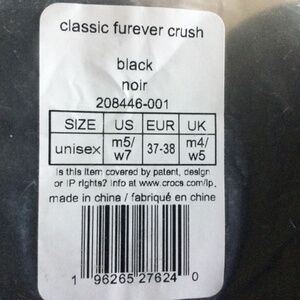 classic furever crush
black
noir
208446-001
SIZE US EUR UK
unisex m5/ w7 37-38 m4/ w5
Is this item covered by patent, design
or IP rights? Info at www.crocs.com/ip.
made in china / fabriqué en chine
1 96265 27624 0